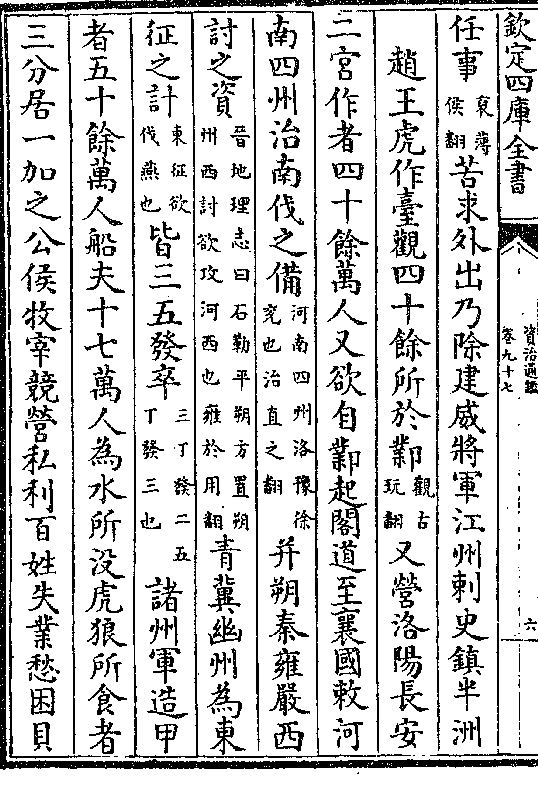 欽定四庫全書
資治通鑑
卷九十七
六
任事裒薄侯翻苦求外出乃除建威將軍江州刺史鎮半洲
趙王虎作臺觀四十餘所於鄴觀古玩翻又營洛陽長安
二宮作者四十餘萬人又欲自鄴起閣道至襄國敕河
南四州治南伐之備河南四州洛豫徐兖也治直之翻并朔秦雍嚴西
討之資晉地理志曰石勒平朔方置朔州西討欲攻河西也雍於用翻青冀幽州為東
征之計東征欲伐燕也皆三五發卒三丁發二五丁發三也諸州軍造甲
者五十餘萬人船夫十七萬人為水所没虎狼所食者
三分居一加之公侯牧宰競營私利百姓失業愁困貝